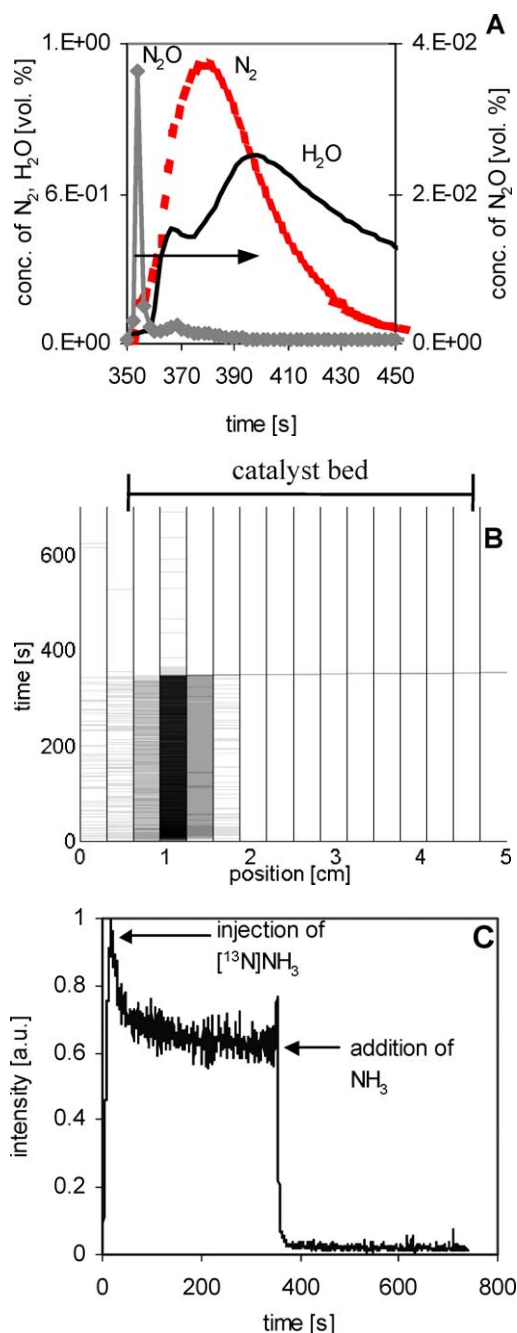 A
1.E+00
6.E-01
0.E+00
conc. of N₂, H₂O [vol. %]
N₂O
N₂
H₂O
4.E-02
2.E-02
0.E+00
conc. of N₂O [vol. %]
350 370 390 410 430 450
time [s]
catalyst bed
B
600
400
200
0
time [s]
0 1 2 3 4 5
position [cm]
C
1
0.8
0.6
0.4
0.2
0
intensity [a.u.]
injection of
[¹³N]NH₃
addition of
NH₃
0 200 400 600 800
time [s]